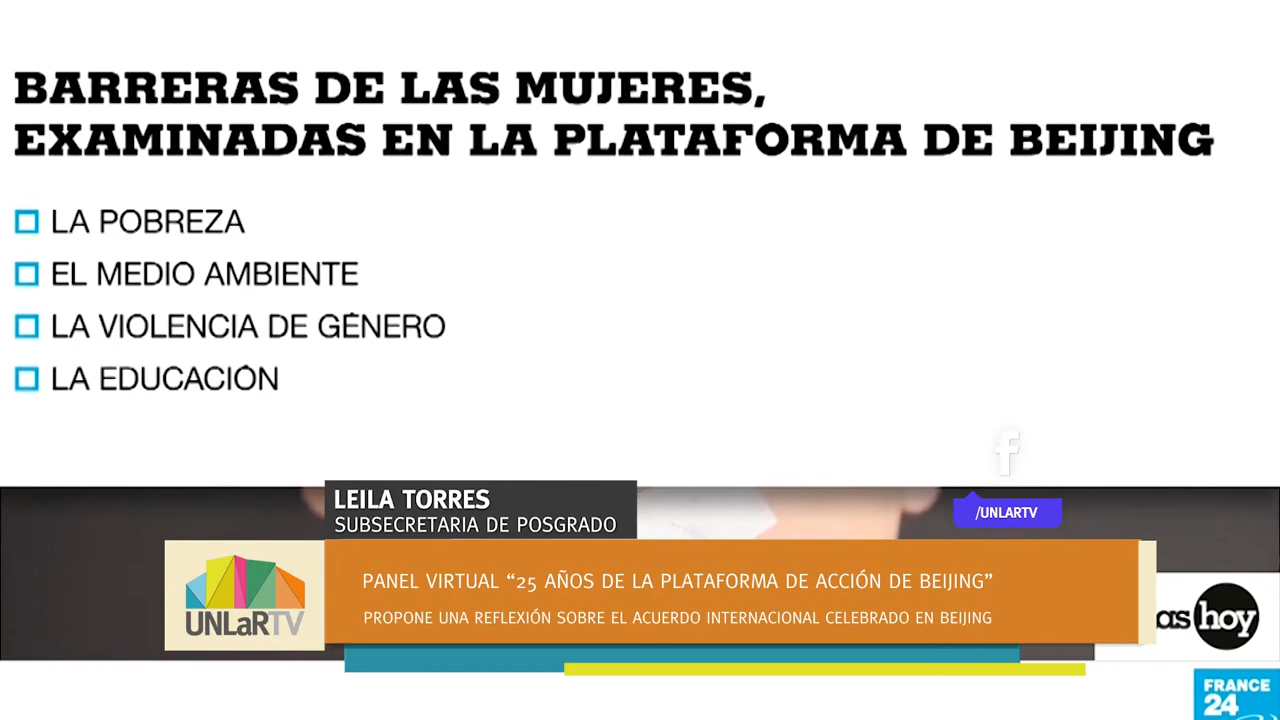 BARRERAS DE LAS MUJERES,
EXAMINADAS EN LA PLATAFORMA DE BEIJING
LA POBREZA
EL MEDIO AMBIENTE
LA VIOLENCIA DE GÉNERO
LA EDUCACIÓN
f
/UNLARTV
LEILA TORRES
SUBSECRETARIA DE POSGRADO
PANEL VIRTUAL “25 AÑOS DE LA PLATAFORMA DE ACCIÓN DE BEIJING”
PROPONE UNA REFLEXIÓN SOBRE EL ACUERDO INTERNACIONAL CELEBRADO EN BEIJING
UNLaRTV
as hoy
FRANCE
24